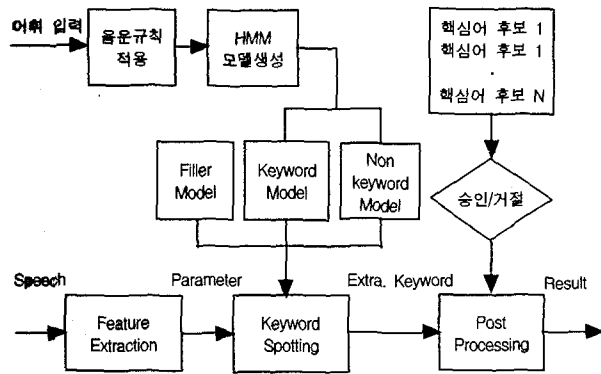 어휘 입력
음운규칙
적용
HMM
모델생성
핵심어 후보 1
핵심어 후보 1
.
핵심어 후보 N
Filler
Model
Keyword
Model
Non
keyword
Model
승인/거절
Speech
Parameter
Extra. Keyword
Result
Feature
Extraction
Keyword
Spotting
Post
Processing